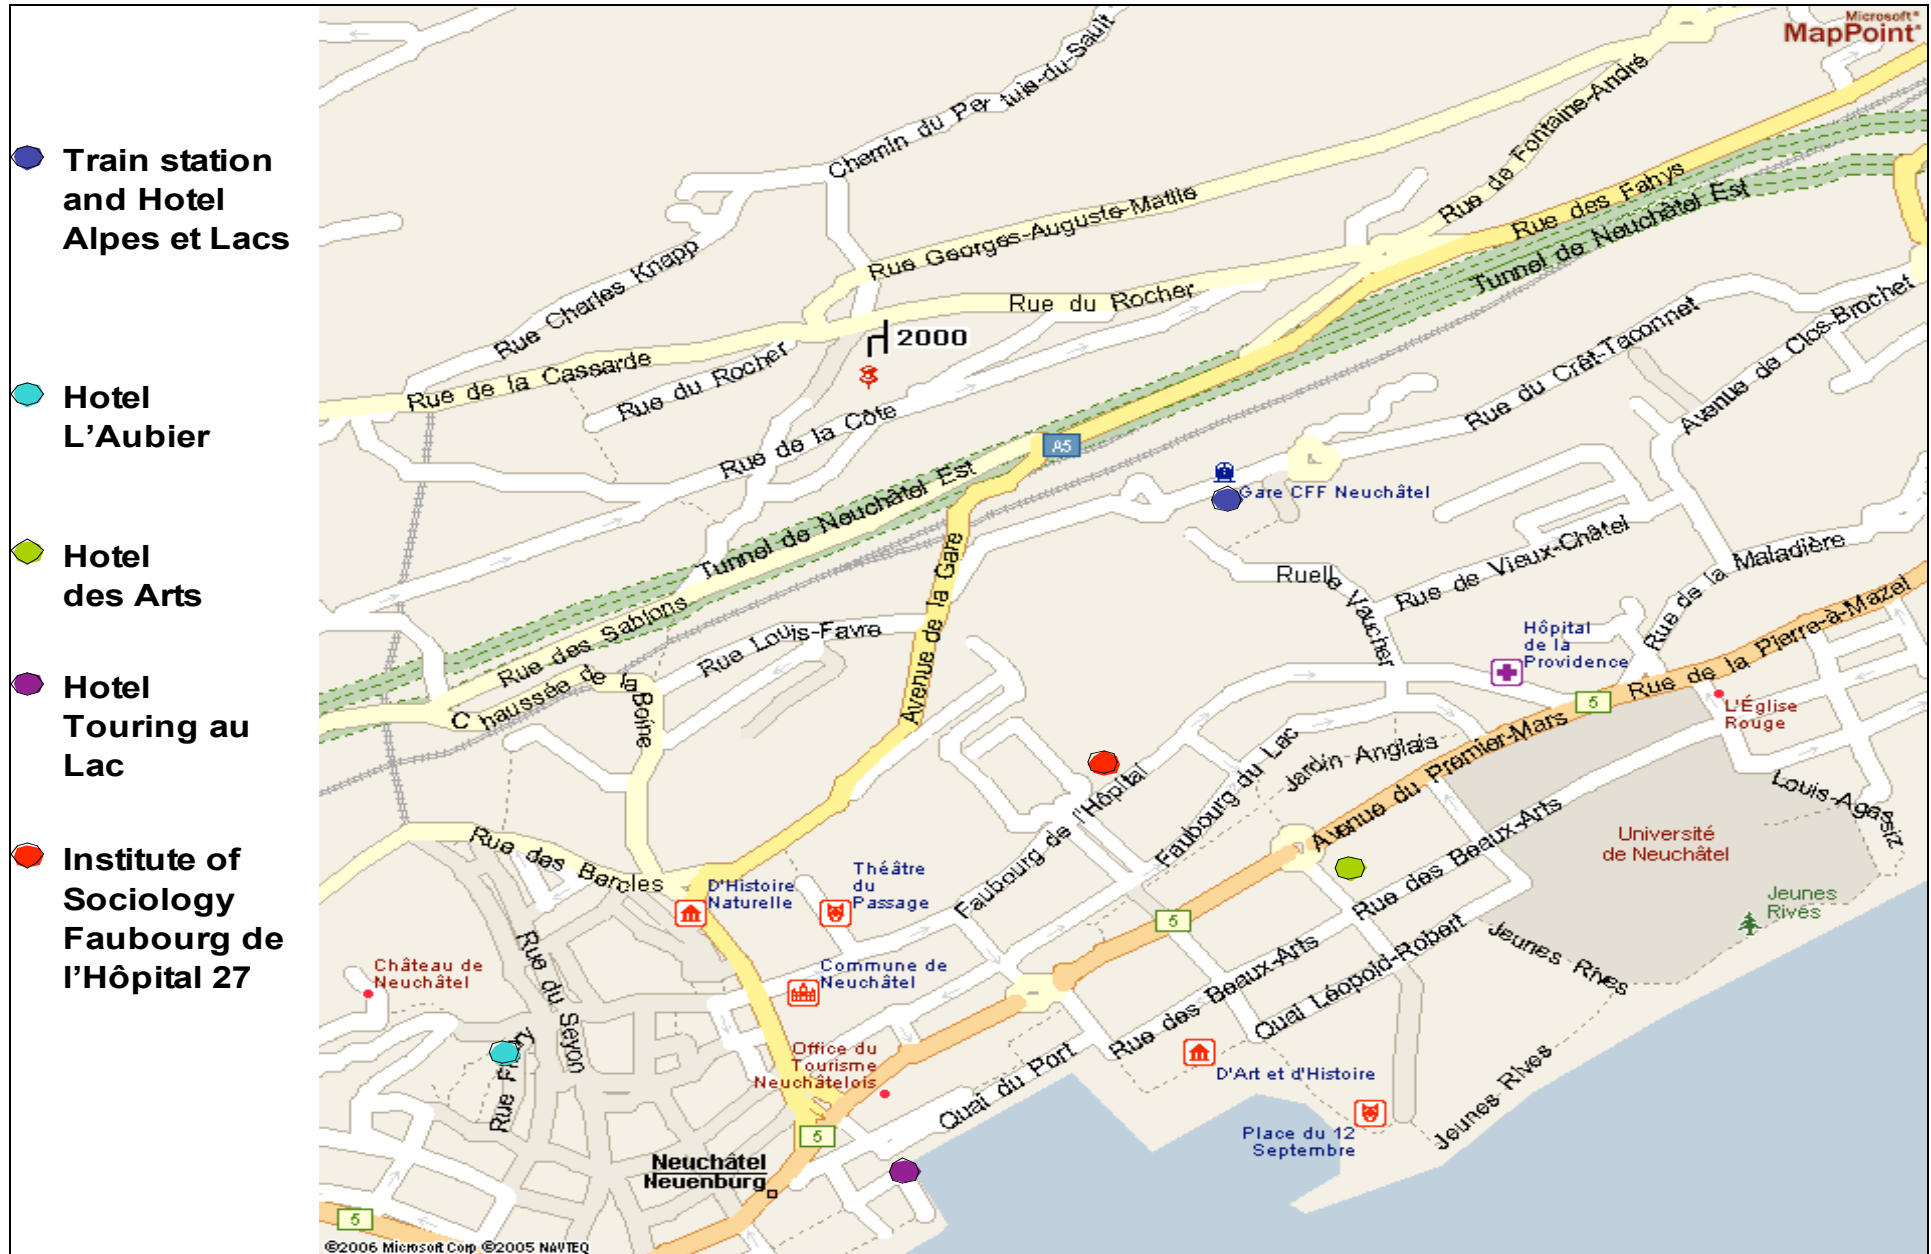 Train station
and Hotel
Alpes et Lacs
Hotel
L'Aubier
Hotel
des Arts
Hotel
Touring au
Lac
Institute of
Sociology
Faubourg de
l'Hôpital 27
Microsoft®
MapPoint®
Chemin du Pertuis-du-Sault
Rue de Fontaine-André
Rue des Fahys
Tunnel de Neuchâtel Est
Rue Georges-Auguste-Matile
Rue Charles Knapp
Rue du Rocher
2000
Rue de la Cassarde
Rue du Rocher
Rue de la Côte
Rue du Crêt-Taconnet
Avenue de Clos-Brochet
A5
Tunnel de Neuchâtel Est
Gare CFF Neuchâtel
Avenue de la Gare
Ruelle Vaucher
Rue de Vieux-Châtel
Rue de la Maladière
Rue de la Pierre-à-Mazel
Rue des Sablons
Rue Louis-Favre
Chaussée de la Boine
Hôpital
de la
Providence
5
L'Église
Rouge
Faubourg de l'Hôpital
Faubourg du Lac
Jardin Anglais
Avenue du Premier-Mars
Louis-Agassiz
Rue des Bercles
D'Histoire
Naturelle
Théâtre
du
Passage
Rue des Beaux-Arts
Université
de Neuchâtel
Jeunes
Rives
5
Rue du Seyon
Château de
Neuchâtel
Commune de
Neuchâtel
Rue des Beaux-Arts
Quai Léopold-Robert
Jeunes Rives
Rue Fleury
Office du
Tourisme
Neuchâtelois
Quai du Port
D'Art et d'Histoire
Jeunes Rives
5
Place du 12
Septembre
Neuchâtel
Neuenburg
5
©2006 Microsoft Corp ©2005 NAVTEQ